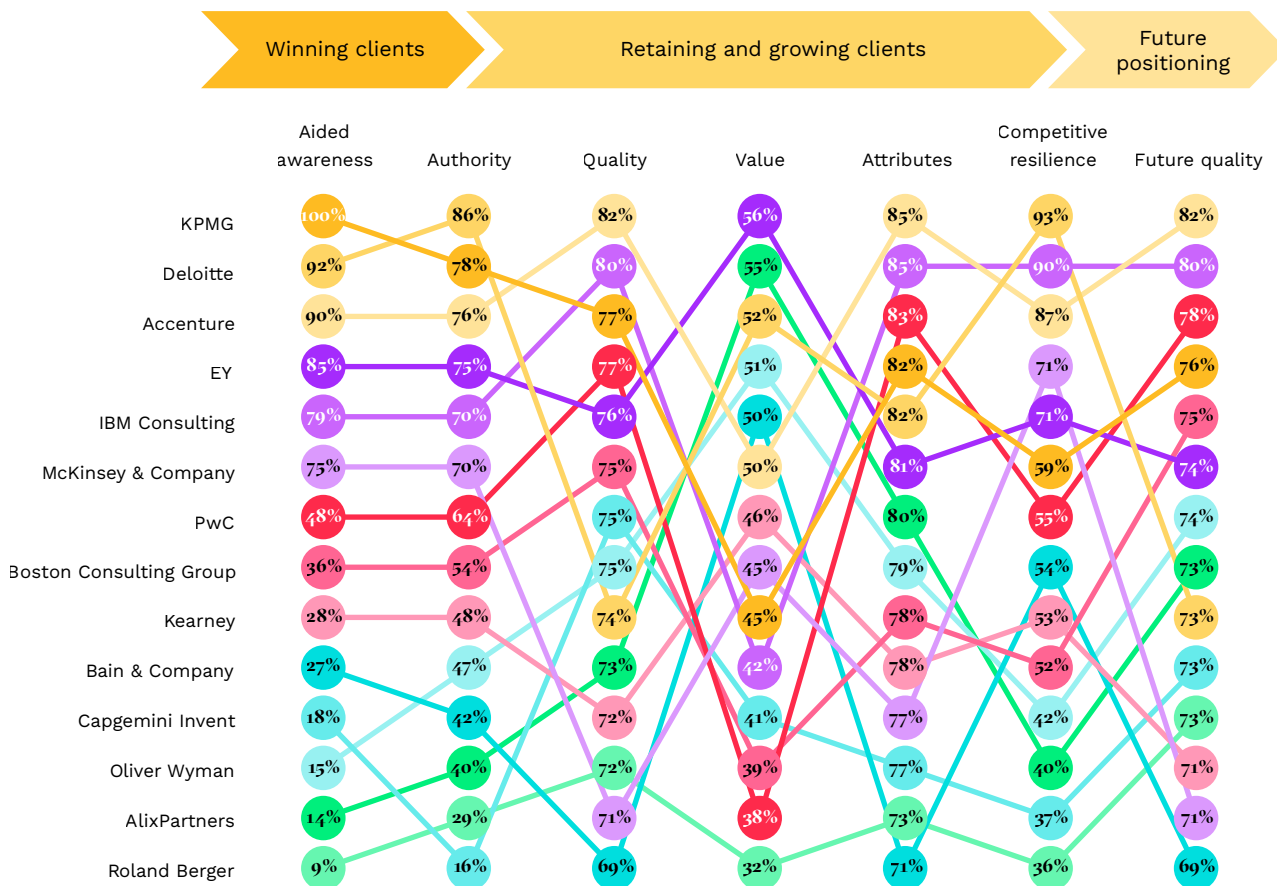 Winning clients
Retaining and growing clients
Future
positioning
Aided
awareness
Authority
Quality
Value
Attributes
Competitive
resilience
Future quality
KPMG 100% 86% 82% 56% 85% 93% 82%
Deloitte 92% 78% 80% 55% 85% 90% 80%
Accenture 90% 76% 77% 52% 83% 87% 78%
EY 85% 75% 77% 51% 82% 71% 76%
IBM Consulting 79% 70% 76% 50% 82% 71% 75%
McKinsey & Company 75% 70% 75% 50% 81% 59% 74%
PwC 48% 64% 75% 46% 80% 55% 74%
Boston Consulting Group 36% 54% 75% 45% 79% 54% 73%
Kearney 28% 48% 74% 45% 78% 53% 73%
Bain & Company 27% 42% 73% 42% 78% 52% 73%
Capgemini Invent 18% 42% 72% 41% 77% 42% 73%
Oliver Wyman 15% 40% 72% 39% 77% 40% 71%
AlixPartners 14% 29% 71% 38% 73% 37% 71%
Roland Berger 9% 16% 69% 32% 71% 36% 69%